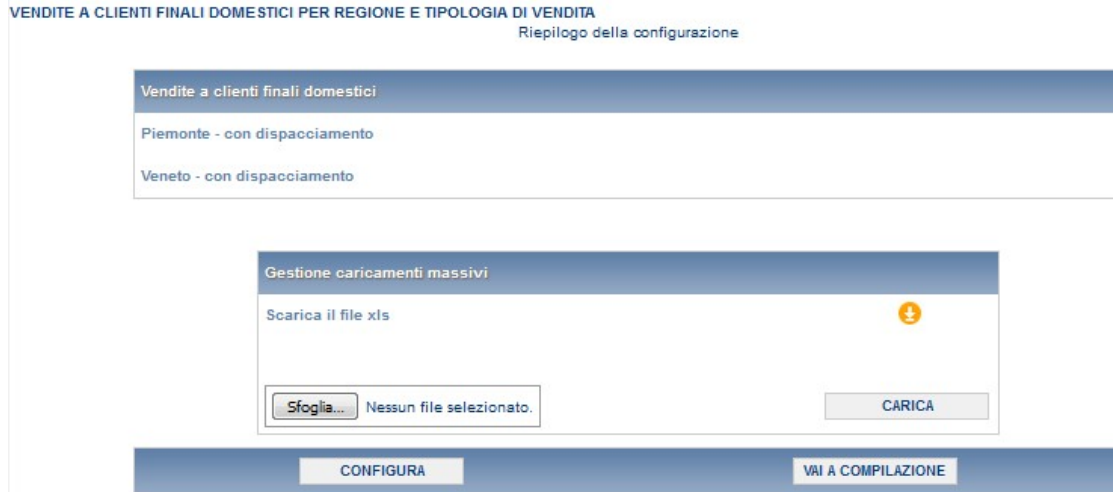 VENDITE A CLIENTI FINALI DOMESTICI PER REGIONE E TIPOLOGIA DI VENDITA
Riepilogo della configurazione
Vendite a clienti finali domestici
Piemonte - con dispacciamento
Veneto - con dispacciamento
Gestione caricamenti massivi
Scarica il file xls
Sfoglia... Nessun file selezionato. CARICA
CONFIGURA VAI A COMPILAZIONE